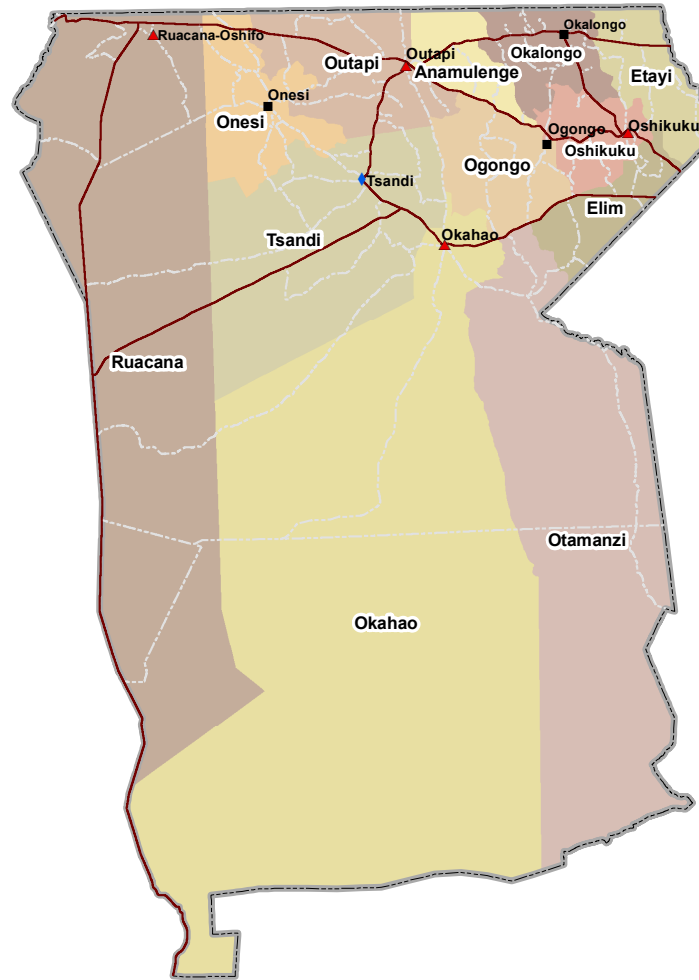 Okalongo
Ruacana-Oshifo
Outapi
Okalongo
Outapi
Anamulenge
Etayi
Onesi
Onesi
Ogongo
Oshikuku
Oshikuku
Ogongo
Tsandi
Elim
Okahao
Tsandi
Ruacana
Otamanzi
Okahao